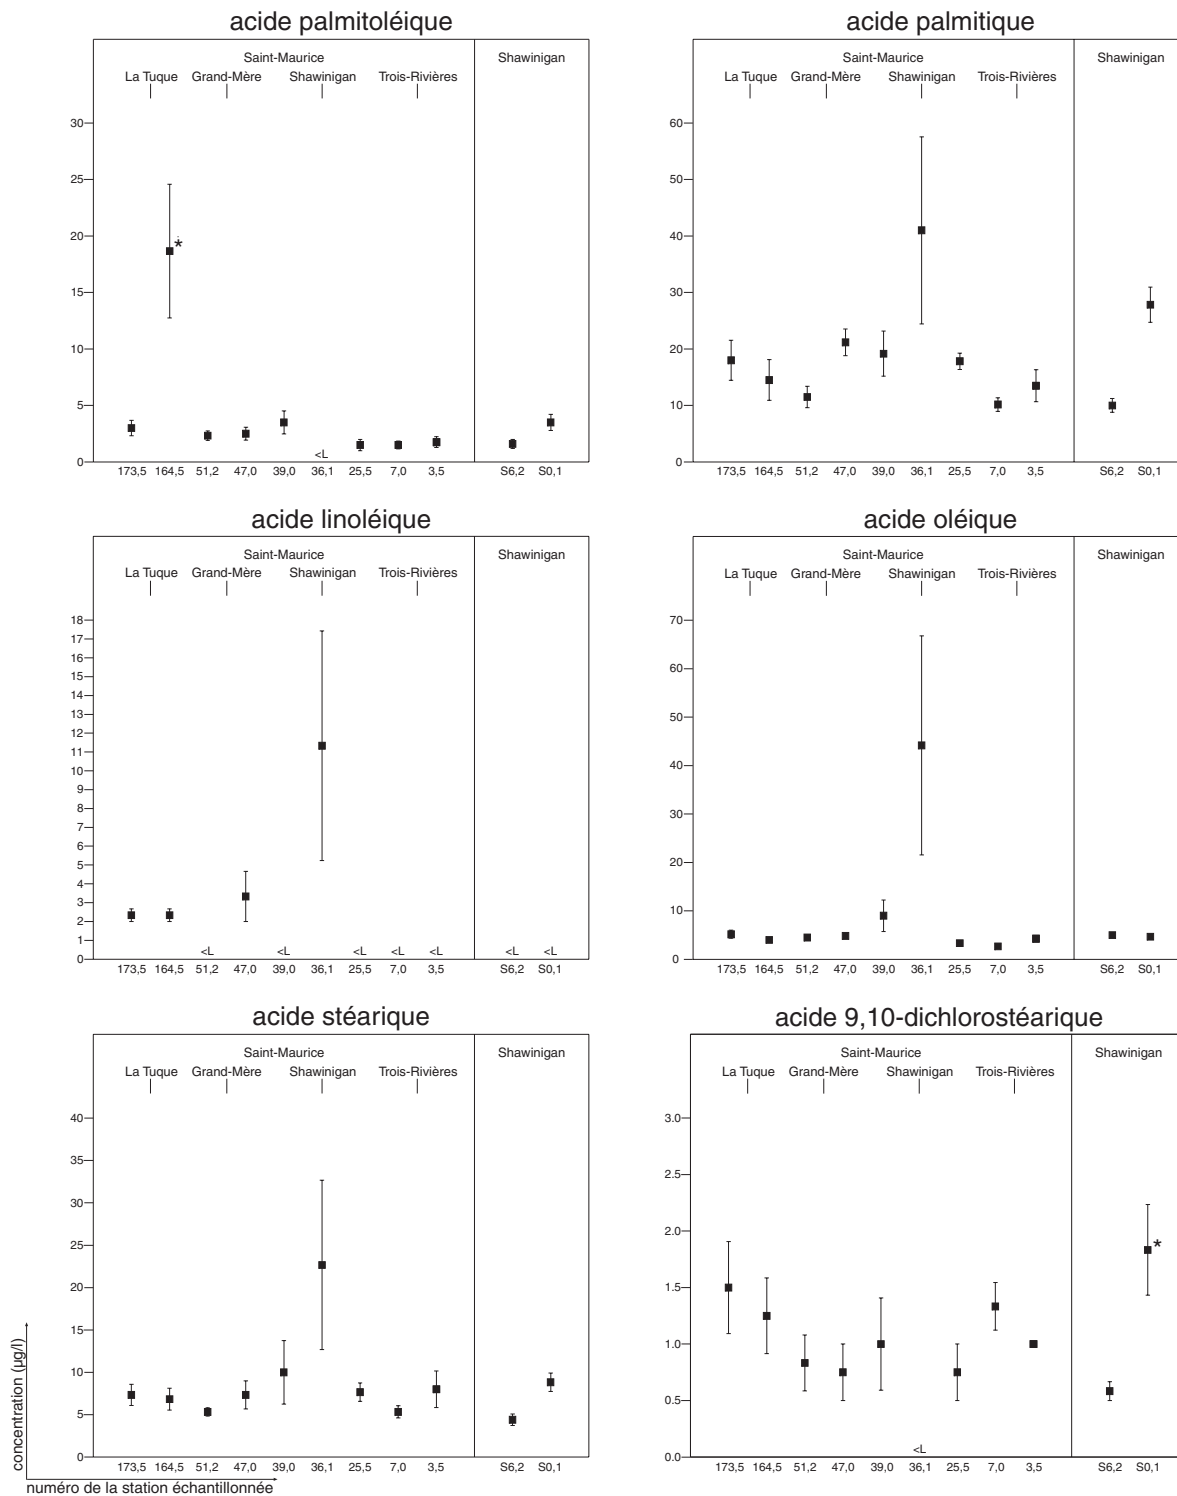 acide palmitoléique
Saint-Maurice Shawinigan
La Tuque Grand-Mère Shawinigan Trois-Rivières
30
25
20
*
15
10
5
<L
0
173,5 164,5 51,2 47,0 39,0 36,1 25,5 7,0 3,5 S6,2 S0,1
acide palmitique
Saint-Maurice Shawinigan
La Tuque Grand-Mère Shawinigan Trois-Rivières
60
50
40
30
20
10
0
173,5 164,5 51,2 47,0 39,0 36,1 25,5 7,0 3,5 S6,2 S0,1
acide linoléique
Saint-Maurice Shawinigan
La Tuque Grand-Mère Shawinigan Trois-Rivières
18
17
16
15
14
13
12
11
10
9
8
7
6
5
4
3
2
1
<L <L <L <L <L <L <L
0
173,5 164,5 51,2 47,0 39,0 36,1 25,5 7,0 3,5 S6,2 S0,1
acide oléique
Saint-Maurice Shawinigan
La Tuque Grand-Mère Shawinigan Trois-Rivières
70
60
50
40
30
20
10
0
173,5 164,5 51,2 47,0 39,0 36,1 25,5 7,0 3,5 S6,2 S0,1
acide stéarique
Saint-Maurice Shawinigan
La Tuque Grand-Mère Shawinigan Trois-Rivières
40
35
30
25
20
15
10
5
0
173,5 164,5 51,2 47,0 39,0 36,1 25,5 7,0 3,5 S6,2 S0,1
concentration (µg/l)
numéro de la station échantillonnée
acide 9,10-dichlorostéarique
Saint-Maurice Shawinigan
La Tuque Grand-Mère Shawinigan Trois-Rivières
3.0
2.5
2.0
*
1.5
1.0
0.5
<L
0.0
173,5 164,5 51,2 47,0 39,0 36,1 25,5 7,0 3,5 S6,2 S0,1